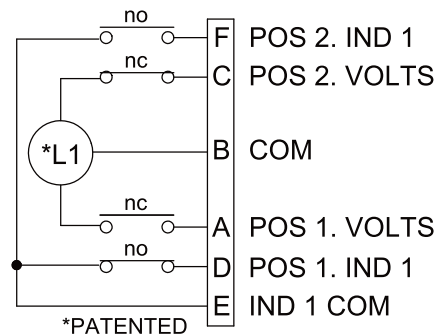 no
F POS 2. IND 1
nc
C POS 2. VOLTS
*L1
B COM
nc
A POS 1. VOLTS
no
D POS 1. IND 1
E IND 1 COM
*PATENTED